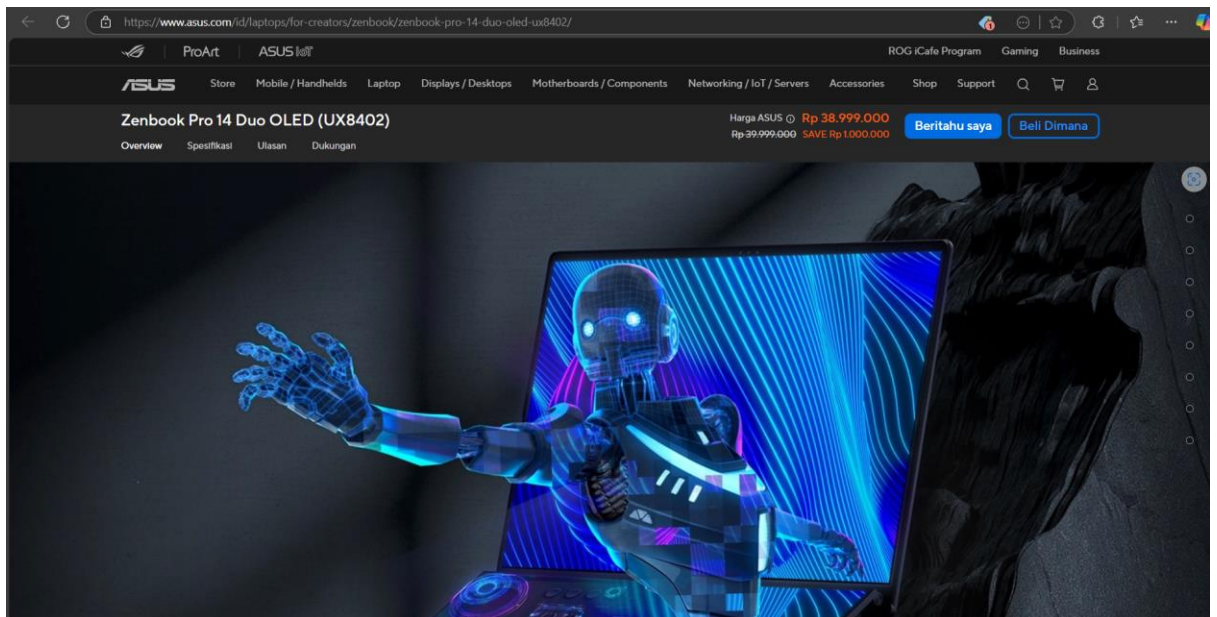 https://www.asus.com/id/laptops/for-creators/zenbook/zenbook-pro-14-duo-oled-ux8402/
ProArt ASUS IoT ROG iCafe Program Gaming Business
ASUS Store Mobile / Handhelds Laptop Displays / Desktops Motherboards / Components Networking / IoT / Servers Accessories Shop Support
Zenbook Pro 14 Duo OLED (UX8402) Harga ASUS Rp 38.999.000 Beritahu saya Beli Dimana
Rp 39.999.000 SAVE Rp 1.000.000
Overview Spesifikasi Ulasan Dukungan